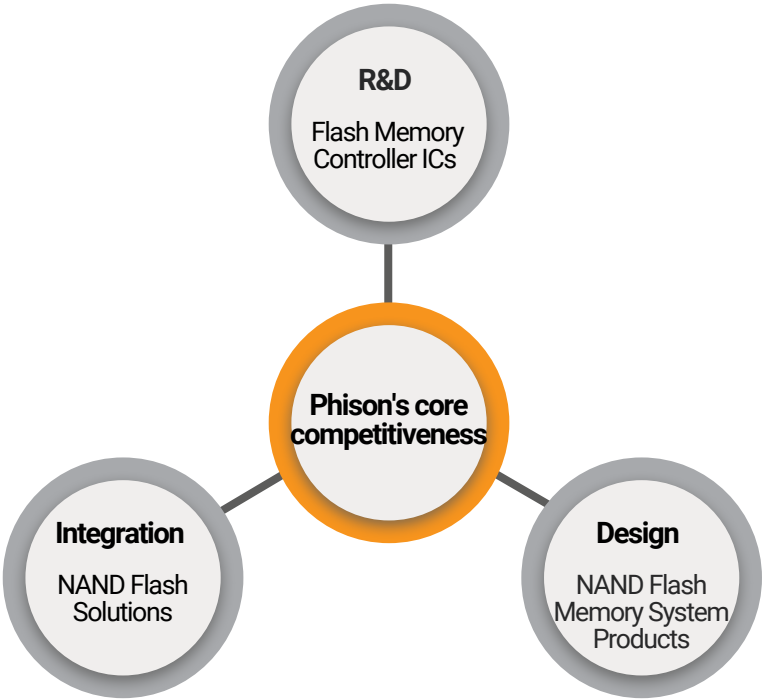 R&D
Flash Memory
Controller ICs
Phison's core
competitiveness
Integration
NAND Flash
Solutions
Design
NAND Flash
Memory System
Products